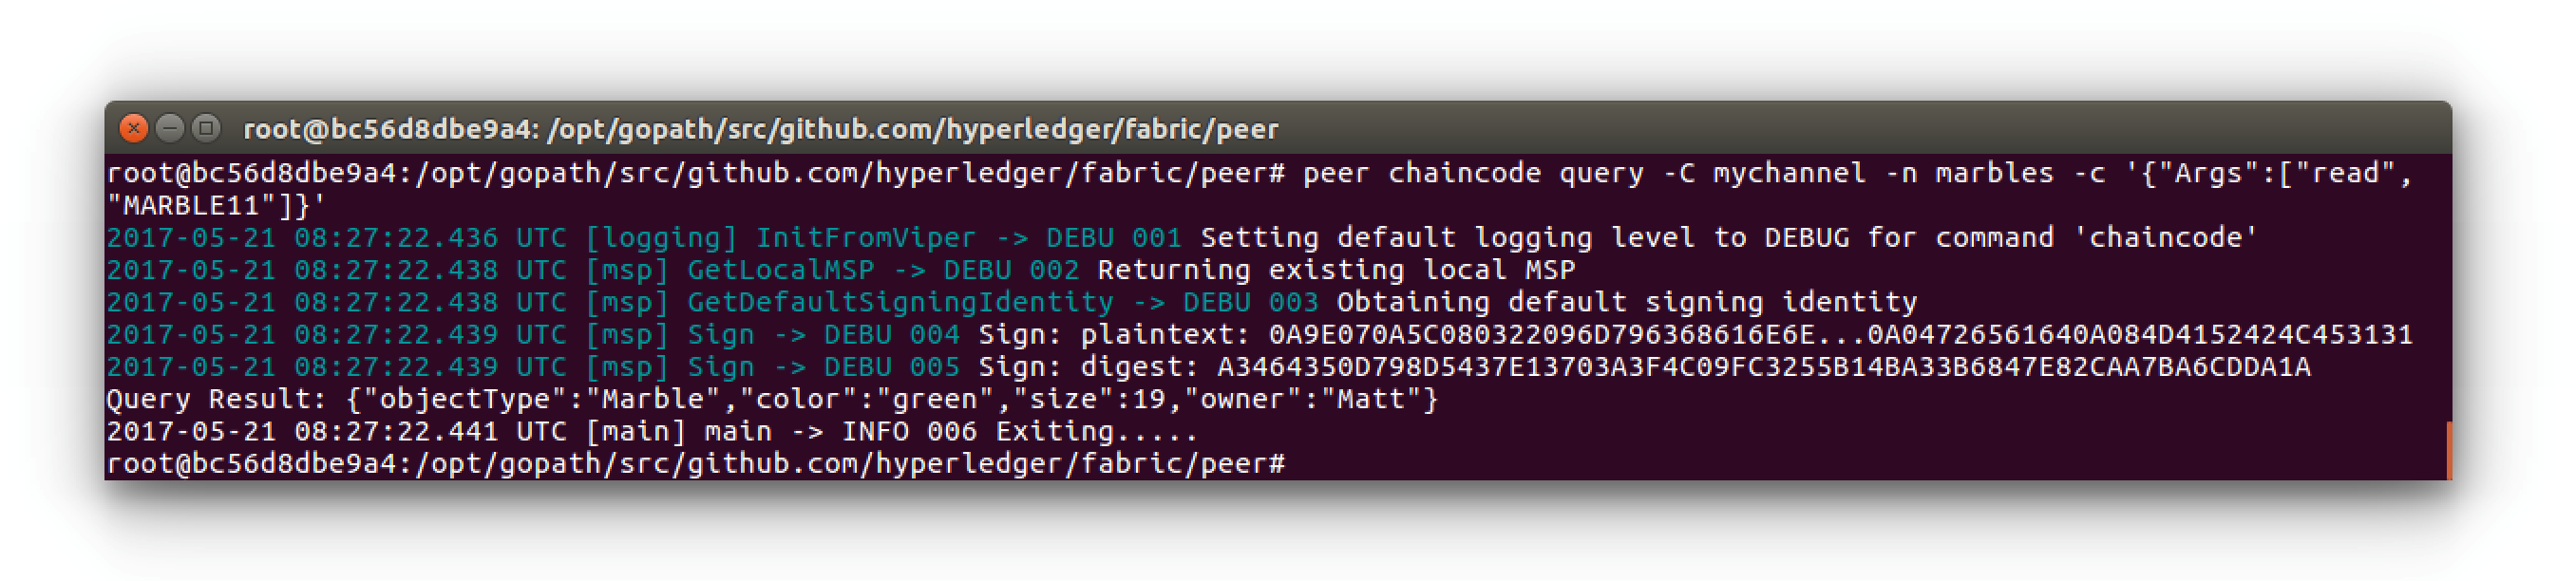 root@bc56d8dbe9a4: /opt/gopath/src/github.com/hyperledger/fabric/peer
root@bc56d8dbe9a4:/opt/gopath/src/github.com/hyperledger/fabric/peer# peer chaincode query -C mychannel -n marbles -c '{"Args":["read",
"MARBLE11"]}'
2017-05-21 08:27:22.436 UTC [logging] InitFromViper -> DEBU 001 Setting default logging level to DEBUG for command 'chaincode'
2017-05-21 08:27:22.438 UTC [msp] GetLocalMSP -> DEBU 002 Returning existing local MSP
2017-05-21 08:27:22.438 UTC [msp] GetDefaultSigningIdentity -> DEBU 003 Obtaining default signing identity
2017-05-21 08:27:22.439 UTC [msp] Sign -> DEBU 004 Sign: plaintext: 0A9E070A5C080322096D796368616E6E...0A04726561640A084D4152424C453131
2017-05-21 08:27:22.439 UTC [msp] Sign -> DEBU 005 Sign: digest: A3464350D798D5437E13703A3F4C09FC3255B14BA33B6847E82CAA7BA6CDDA1A
Query Result: {"objectType":"Marble","color":"green","size":19,"owner":"Matt"}
2017-05-21 08:27:22.441 UTC [main] main -> INFO 006 Exiting.....
root@bc56d8dbe9a4:/opt/gopath/src/github.com/hyperledger/fabric/peer#